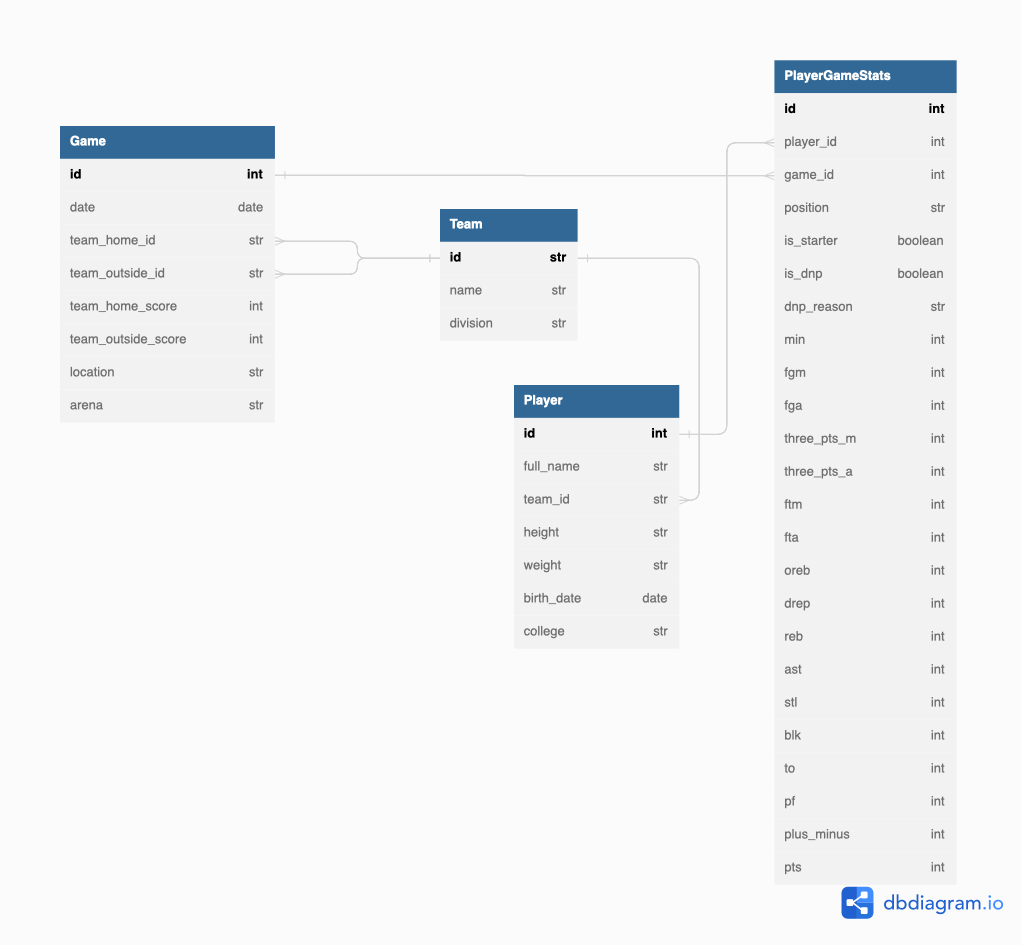 Game
id int
date date
team_home_id str
team_outside_id str
team_home_score int
team_outside_score int
location str
arena str
Team
id str
name str
division str
Player
id int
full_name str
team_id str
height str
weight str
birth_date date
college str
PlayerGameStats
id int
player_id int
game_id int
position str
is_starter boolean
is_dnp boolean
dnp_reason str
min int
fgm int
fga int
three_pts_m int
three_pts_a int
ftm int
fta int
oreb int
drep int
reb int
ast int
stl int
blk int
to int
pf int
plus_minus int
pts int
dbdiagram.io